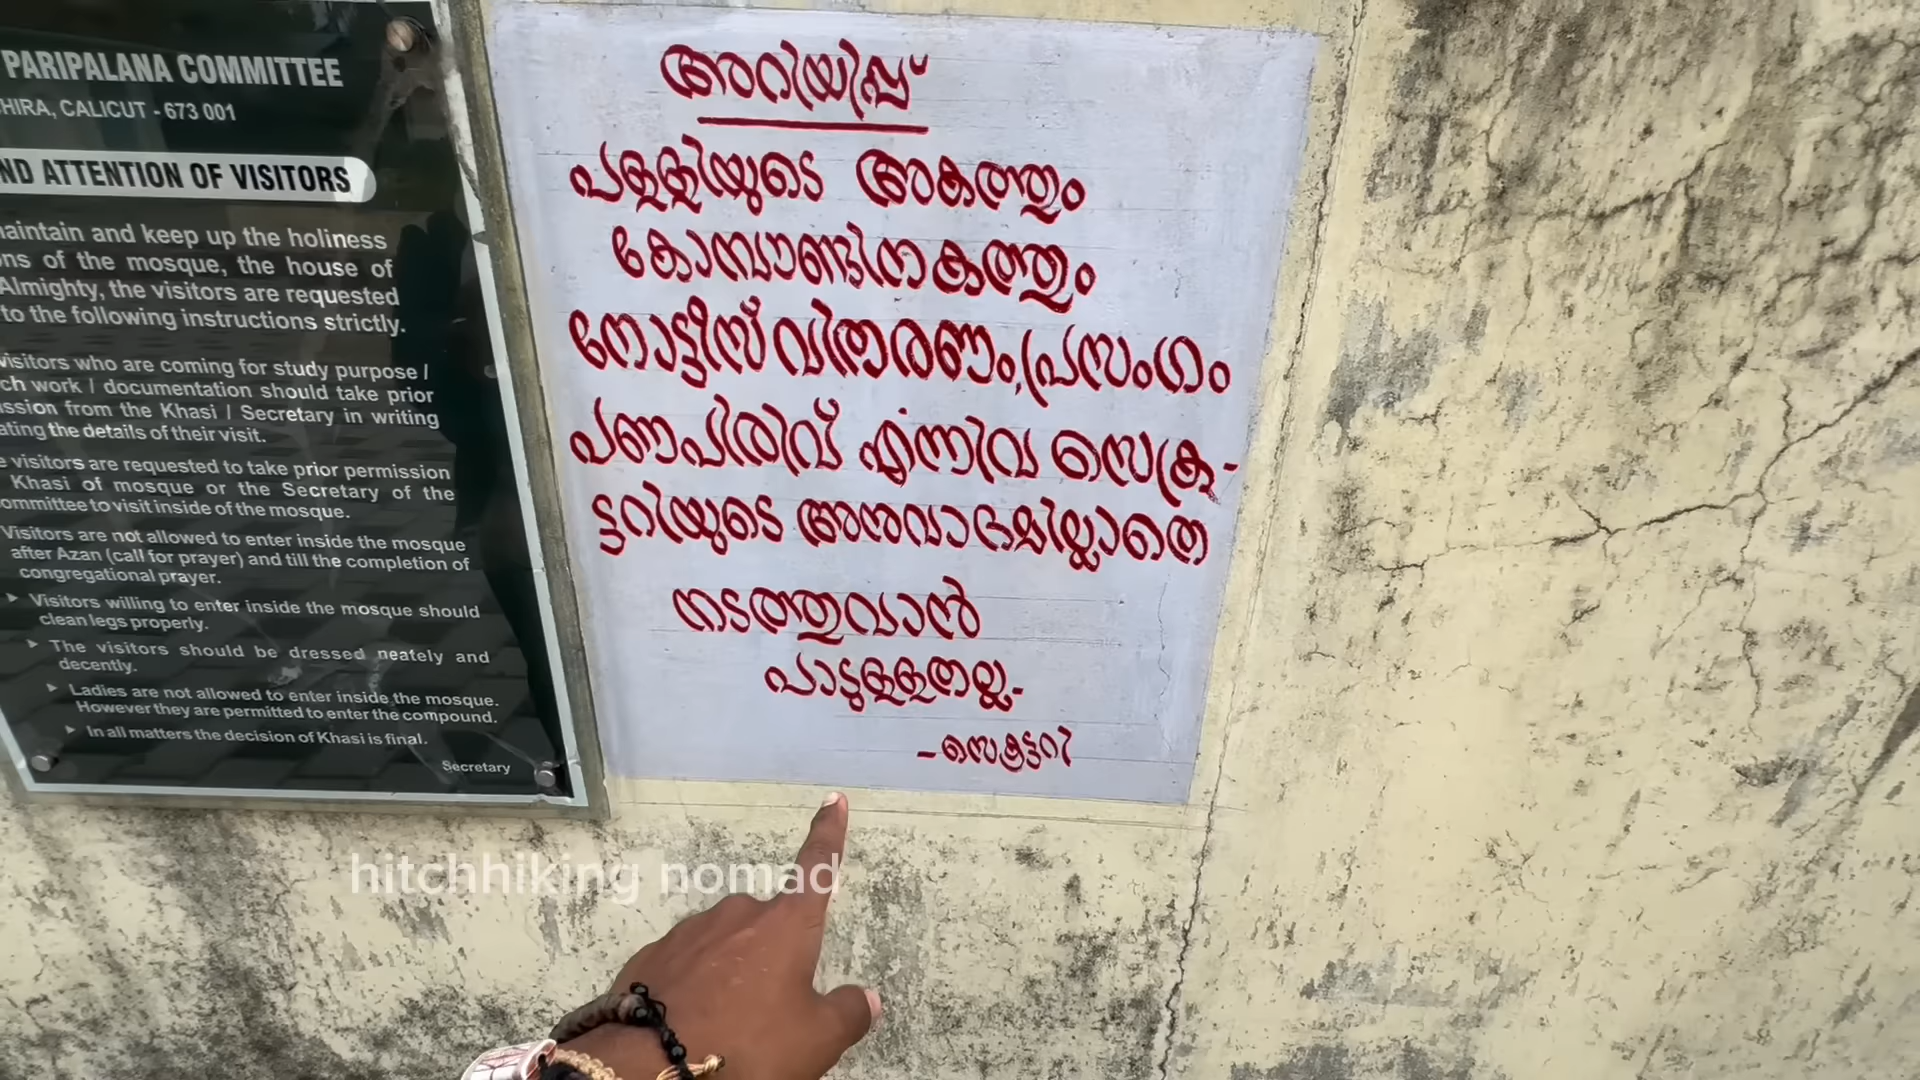 PARIPALANA COMMITTEE
HIRA, CALICUT - 673 001
ND ATTENTION OF VISITORS
aintain and keep up the holiness
ns of the mosque, the house of
Almighty, the visitors are requested
to the following instructions strictly.
visitors who are coming for study purpose /
ch work / documentation should take prior
ssion from the Khasi / Secretary in writing
ating the details of their visit.
e visitors are requested to take prior permission
Khasi of mosque or the Secretary of the
ommittee to visit inside of the mosque.
Visitors are not allowed to enter inside the mosque
after Azan (call for prayer) and till the completion of
congregational prayer.
Visitors willing to enter inside the mosque should
clean legs properly.
The visitors should be dressed neately and
decently.
Ladies are not allowed to enter inside the mosque.
However they are permitted to enter the compound.
In all matters the decision of Khasi is final.
Secretary
അറിയിപ്പ്
പള്ളിയുടെ അകത്തും
കോമ്പൗണ്ടിനകത്തും
നോട്ടീസ് വിതരണം, പ്രസംഗം
പണപിരിവ് എന്നിവ സെക്ര-
ട്ടറിയുടെ അനുവാദമില്ലാതെ
നടത്തുവാൻ
പാടുള്ളതല്ല.-
- സെക്രട്ടറി
hitchhiking nomad